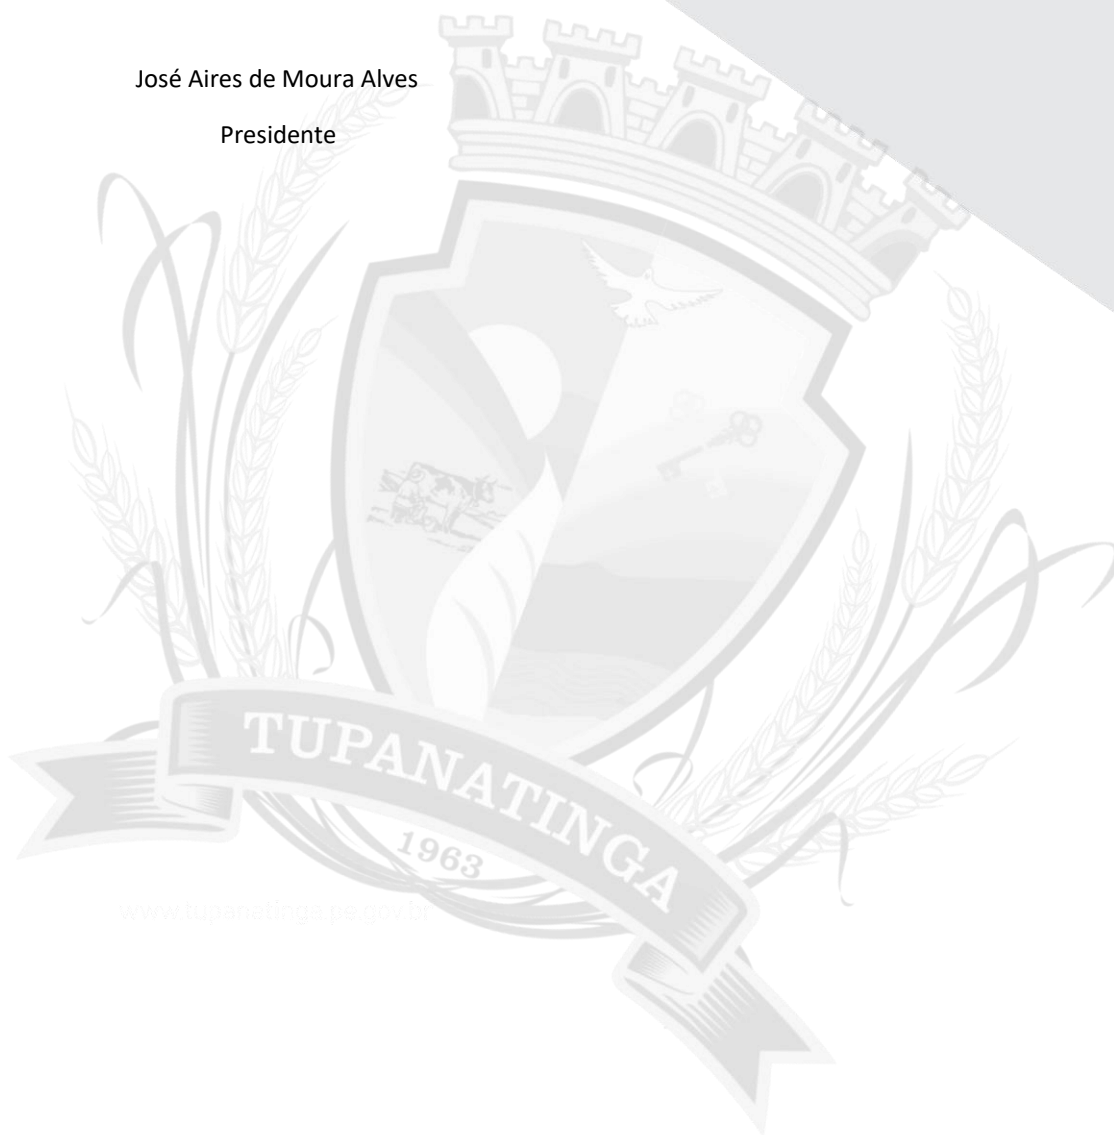 José Aires de Moura Alves
Presidente
TUPANATINGA
1963
www.tupanatinga.pe.gov.br